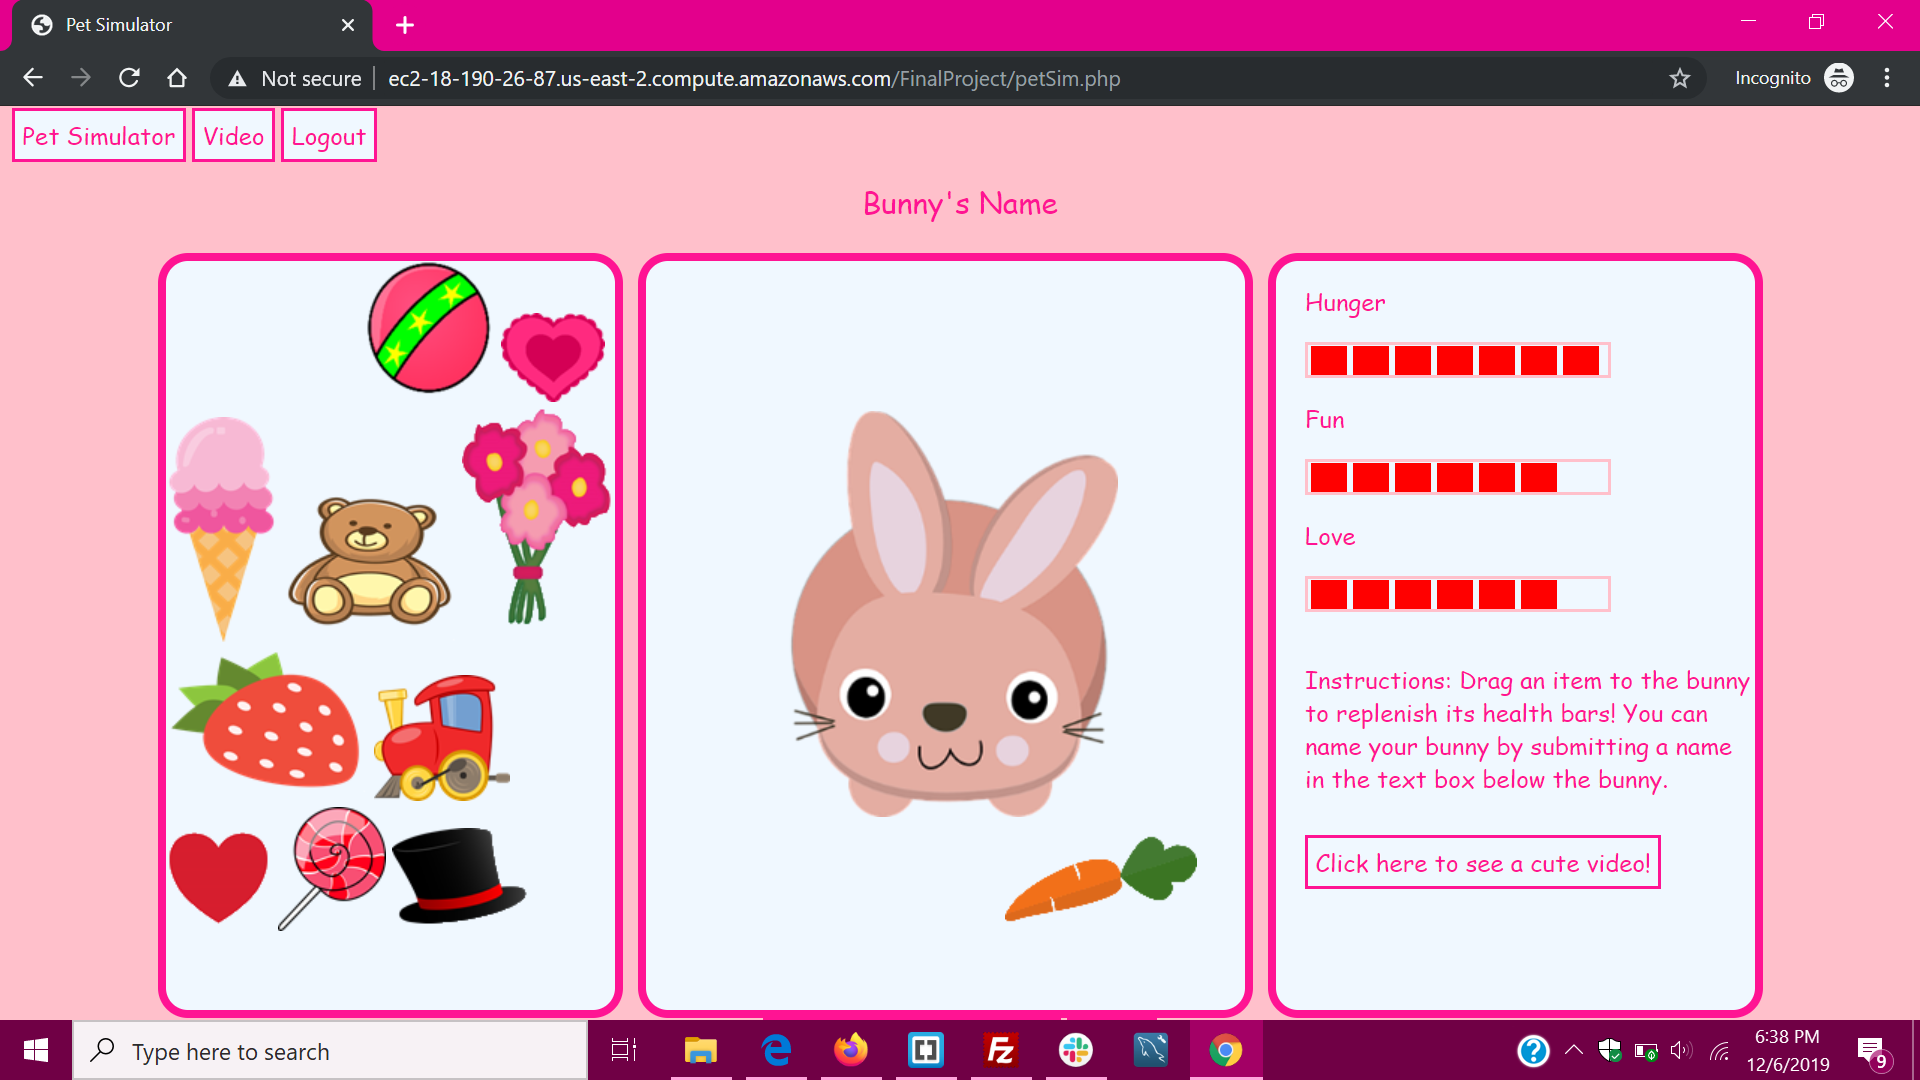 Pet Simulator
Not secure ec2-18-190-26-87.us-east-2.compute.amazonaws.com/FinalProject/petSim.php
Incognito
Pet Simulator
Video
Logout
Bunny's Name
Hunger
Fun
Love
Instructions: Drag an item to the bunny
to replenish its health bars! You can
name your bunny by submitting a name
in the text box below the bunny.
Click here to see a cute video!
Type here to search
Fz
6:38 PM
12/6/2019
9